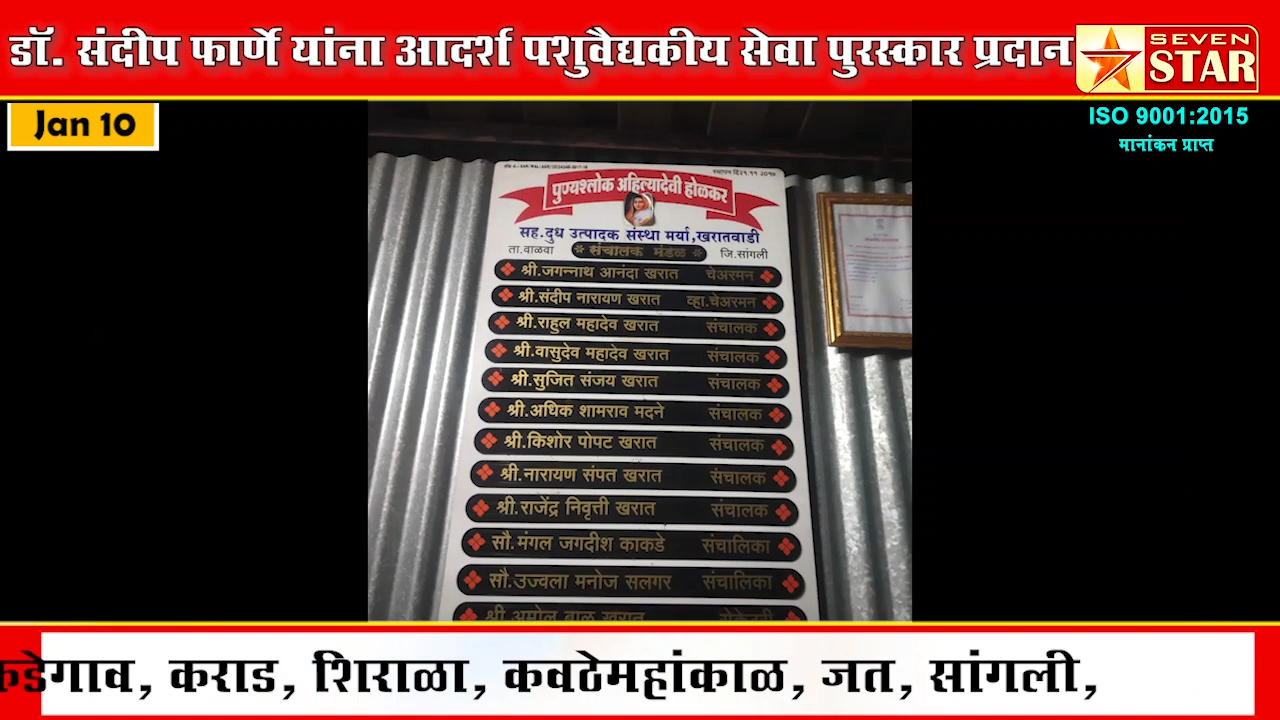 डॉ. संदीप फार्णे यांना आदर्श पशुवैद्यकीय सेवा पुरस्कार प्रदान
SEVEN
STAR
ISO 9001:2015
मानांकन प्राप्त
Jan 10
पुण्यश्लोक अहिल्यादेवी होळकर
सह.दुध उत्पादक संस्था मर्या,खरातवाडी
ता.वाळवा संचालक मंडळ जि.सांगली
श्री.जगन्नाथ आनंदा खरात चेअरमन
श्री.संदीप नारायण खरात व्हा.चेअरमन
श्री.राहुल महादेव खरात संचालक
श्री.वासुदेव महादेव खरात संचालक
श्री.सुजित संजय खरात संचालक
श्री.अधिक शामराव मदने संचालक
श्री.किशोर पोपट खरात संचालक
श्री.नारायण संपत खरात संचालक
श्री.राजेंद्र निवृत्ती खरात संचालक
सौ.मंगल जगदीश काकडे संचालिका
सौ.उज्वला मनोज सलगर संचालिका
श्री.अमोल बाळ खरात सेक्रेटरी
कडेगाव, कराड, शिराळा, कवठेमहांकाळ, जत, सांगली,